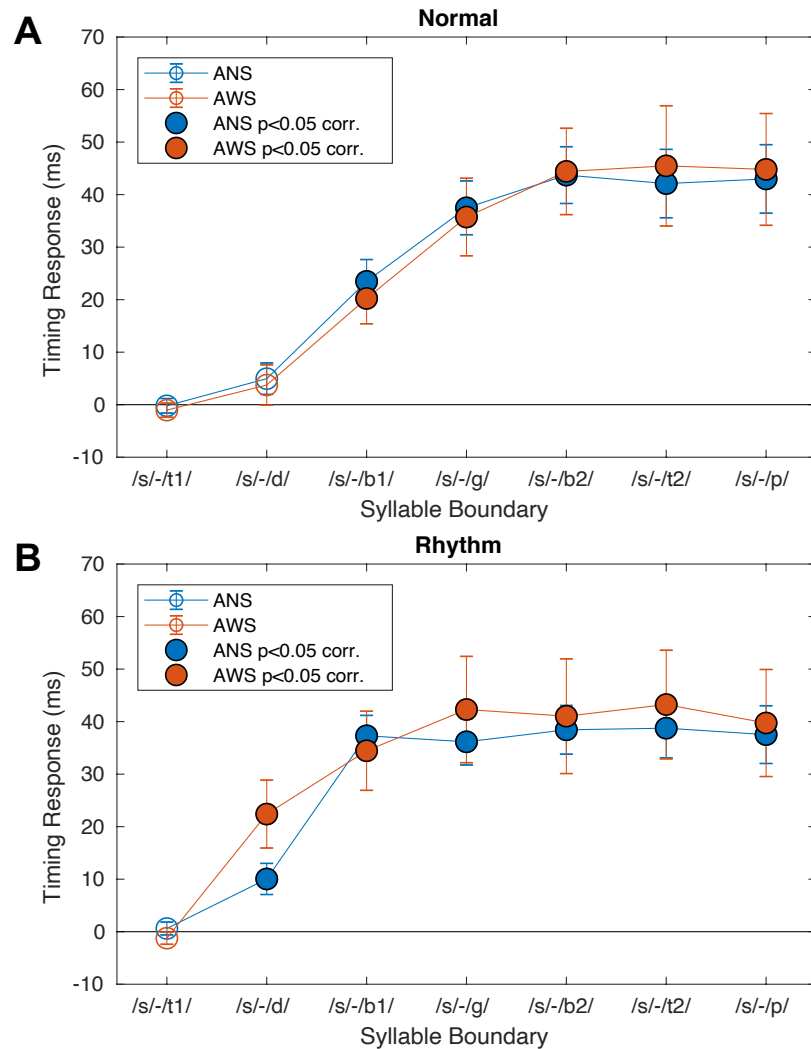 A
Normal
70
60
50
40
30
20
10
0
-10
Timing Response (ms)
ANS
AWS
ANS p<0.05 corr.
AWS p<0.05 corr.
/s/-/t1/ /s/-/d/ /s/-/b1/ /s/-/g/ /s/-/b2/ /s/-/t2/ /s/-/p/
Syllable Boundary
B
Rhythm
70
60
50
40
30
20
10
0
-10
Timing Response (ms)
ANS
AWS
ANS p<0.05 corr.
AWS p<0.05 corr.
/s/-/t1/ /s/-/d/ /s/-/b1/ /s/-/g/ /s/-/b2/ /s/-/t2/ /s/-/p/
Syllable Boundary